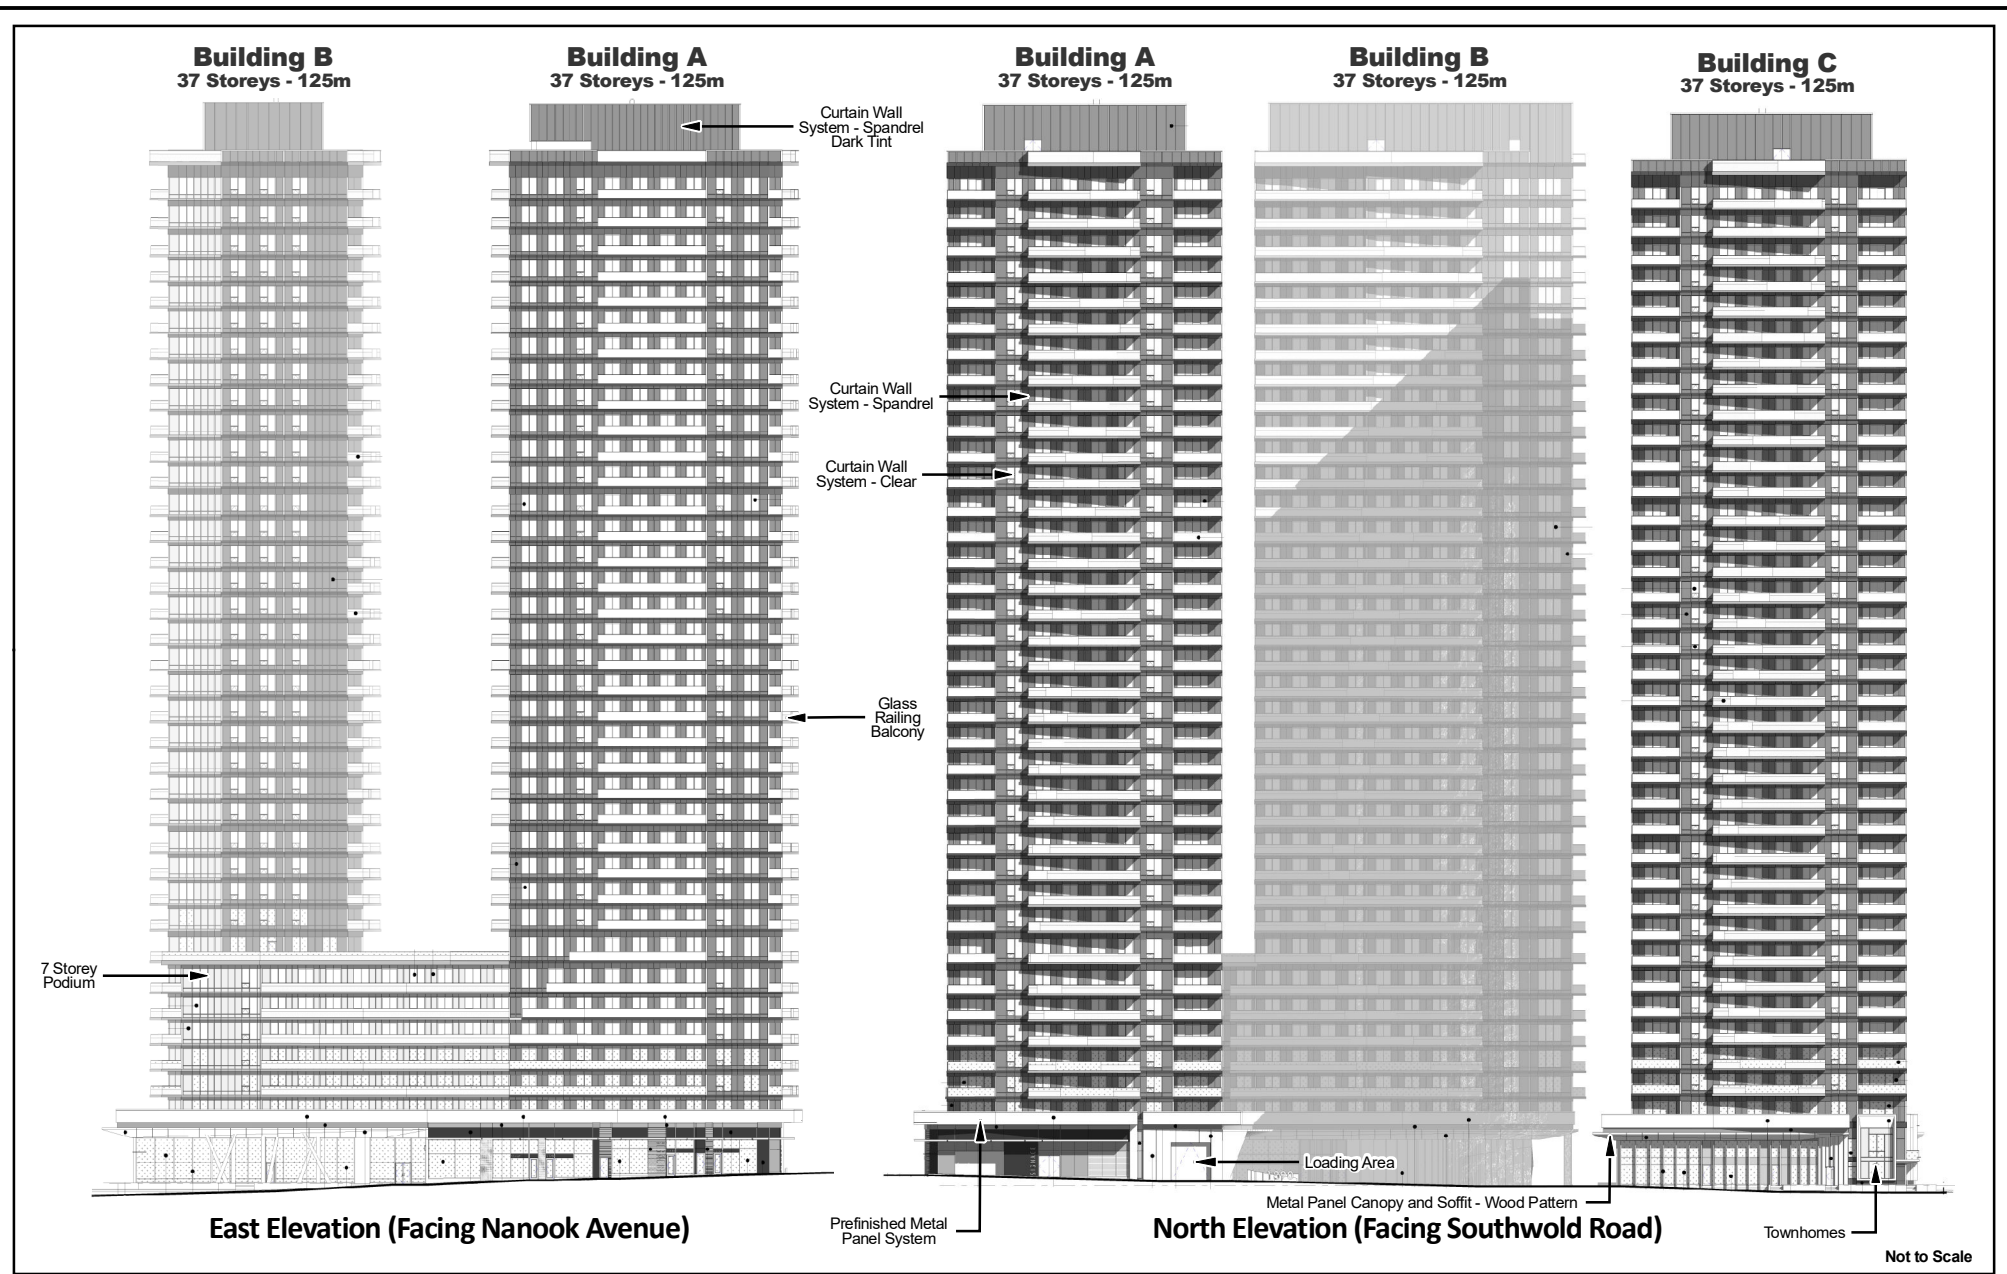 Building B
37 Storeys - 125m
Building A
37 Storeys - 125m
Building A
37 Storeys - 125m
Building B
37 Storeys - 125m
Building C
37 Storeys - 125m
Curtain Wall
System - Spandrel
Dark Tint
Curtain Wall
System - Spandrel
Curtain Wall
System - Clear
Glass
Railing
Balcony
7 Storey
Podium
Loading Area
Metal Panel Canopy and Soffit - Wood Pattern
Prefinished Metal
Panel System
Townhomes
East Elevation (Facing Nanook Avenue)
North Elevation (Facing Southwold Road)
Not to Scale